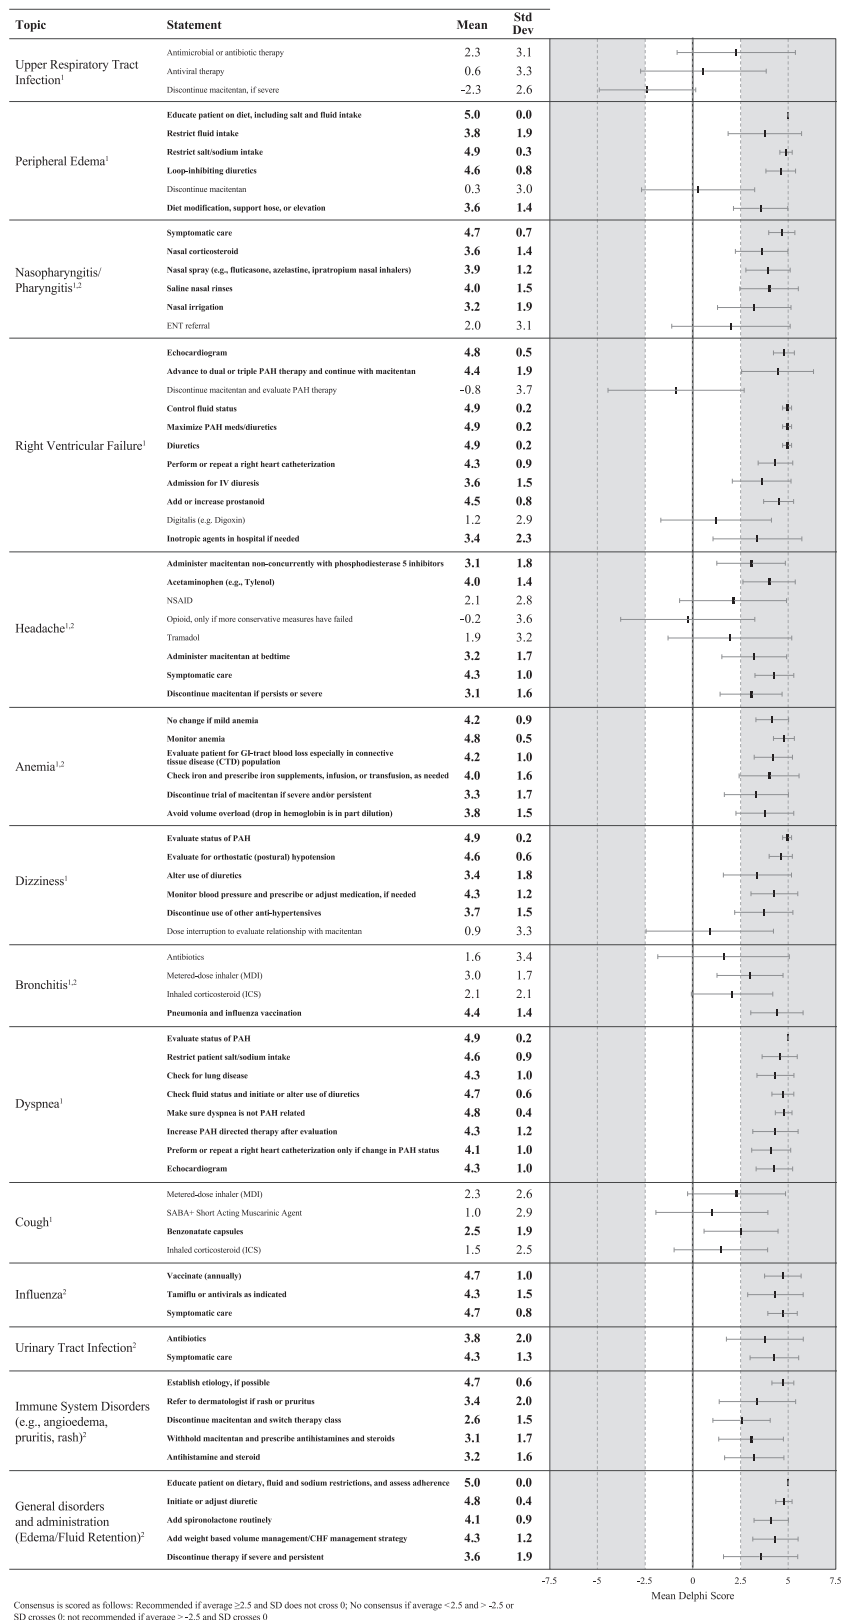 Topic Statement Mean Std Dev
Upper Respiratory Tract Infection1
Antimicrobial or antibiotic therapy 2.3 3.1
Antiviral therapy 0.6 3.3
Discontinue macitentan, if severe −2.3 2.6
Peripheral Edema1
Educate patient on diet, including salt and fluid intake 5.0 0.0
Restrict fluid intake 3.8 1.9
Restrict salt/sodium intake 4.9 0.3
Loop-inhibiting diuretics 4.6 0.8
Discontinue macitentan 0.3 3.0
Diet modification, support hose, or elevation 3.6 1.4
Nasopharyngitis/ Pharyngitis1,2
Symptomatic care 4.7 0.7
Nasal corticosteroid 3.6 1.4
Nasal spray (e.g., fluticasone, azelastine, ipratropium nasal inhalers) 3.9 1.2
Saline nasal rinses 4.0 1.5
Nasal irrigation 3.2 1.9
ENT referral 2.0 3.1
Right Ventricular Failure1
Echocardiogram 4.8 0.5
Advance to dual or triple PAH therapy and continue with macitentan 4.4 1.9
Discontinue macitentan and evaluate PAH therapy −0.8 3.7
Control fluid status 4.9 0.2
Maximize PAH meds/diuretics 4.9 0.2
Diuretics 4.9 0.2
Perform or repeat a right heart catheterization 4.3 0.9
Admission for IV diuresis 3.6 1.5
Add or increase prostanoid 4.5 0.8
Digitalis (e.g. Digoxin) 1.2 2.9
Inotropic agents in hospital if needed 3.4 2.3
Headache1,2
Administer macitentan non-concurrently with phosphodiesterase 5 inhibitors 3.1 1.8
Acetaminophen (e.g., Tylenol) 4.0 1.4
NSAID 2.1 2.8
Opioid, only if more conservative measures have failed −0.2 3.6
Tramadol 1.9 3.2
Administer macitentan at bedtime 3.2 1.7
Symptomatic care 4.3 1.0
Discontinue macitentan if persists or severe 3.1 1.6
Anemia1,2
No change if mild anemia 4.2 0.9
Monitor anemia 4.8 0.5
Evaluate patient for GI-tract blood loss especially in connective
tissue disease (CTD) population 4.2 1.0
Check iron and prescribe iron supplements, infusion, or transfusion, as needed 4.0 1.6
Discontinue trial of macitentan if severe and/or persistent 3.3 1.7
Avoid volume overload (drop in hemoglobin is in part dilution) 3.8 1.5
Dizziness1
Evaluate status of PAH 4.9 0.2
Evaluate for orthostatic (postural) hypotension 4.6 0.6
Alter use of diuretics 3.4 1.8
Monitor blood pressure and prescribe or adjust medication, if needed 4.3 1.2
Discontinue use of other anti-hypertensives 3.7 1.5
Dose interruption to evaluate relationship with macitentan 0.9 3.3
Bronchitis1,2
Antibiotics 1.6 3.4
Metered-dose inhaler (MDI) 3.0 1.7
Inhaled corticosteroid (ICS) 2.1 2.1
Pneumonia and influenza vaccination 4.4 1.4
Dyspnea1
Evaluate status of PAH 4.9 0.2
Restrict patient salt/sodium intake 4.6 0.9
Check for lung disease 4.3 1.0
Check fluid status and initiate or alter use of diuretics 4.7 0.6
Make sure dyspnea is not PAH related 4.8 0.4
Increase PAH directed therapy after evaluation 4.3 1.2
Preform or repeat a right heart catheterization only if change in PAH status 4.1 1.0
Echocardiogram 4.3 1.0
Cough1
Metered-dose inhaler (MDI) 2.3 2.6
SABA+ Short Acting Muscarinic Agent 1.0 2.9
Benzonatate capsules 2.5 1.9
Inhaled corticosteroid (ICS) 1.5 2.5
Influenza2
Vaccinate (annually) 4.7 1.0
Tamiflu or antivirals as indicated 4.3 1.5
Symptomatic care 4.7 0.8
Urinary Tract Infection2
Antibiotics 3.8 2.0
Symptomatic care 4.3 1.3
Immune System Disorders
(e.g., angioedema,
pruritis, rash)2
Establish etiology, if possible 4.7 0.6
Refer to dermatologist if rash or pruritus 3.4 2.0
Discontinue macitentan and switch therapy class 2.6 1.5
Withhold macitentan and prescribe antihistamines and steroids 3.1 1.7
Antihistamine and steroid 3.2 1.6
General disorders
and administration
(Edema/Fluid Retention)2
Educate patient on dietary, fluid and sodium restrictions, and assess adherence 5.0 0.0
Initiate or adjust diuretic 4.8 0.4
Add spironolactone routinely 4.1 0.9
Add weight based volume management/CHF management strategy 4.3 1.2
Discontinue therapy if severe and persistent 3.6 1.9
-7.5 -5 -2.5 0 2.5 5 7.5
Mean Delphi Score
Consensus is scored as follows: Recommended if average ≥2.5 and SD does not cross 0; No consensus if average <2.5 and > -2.5 or
SD crosses 0; not recommended if average > -2.5 and SD crosses 0